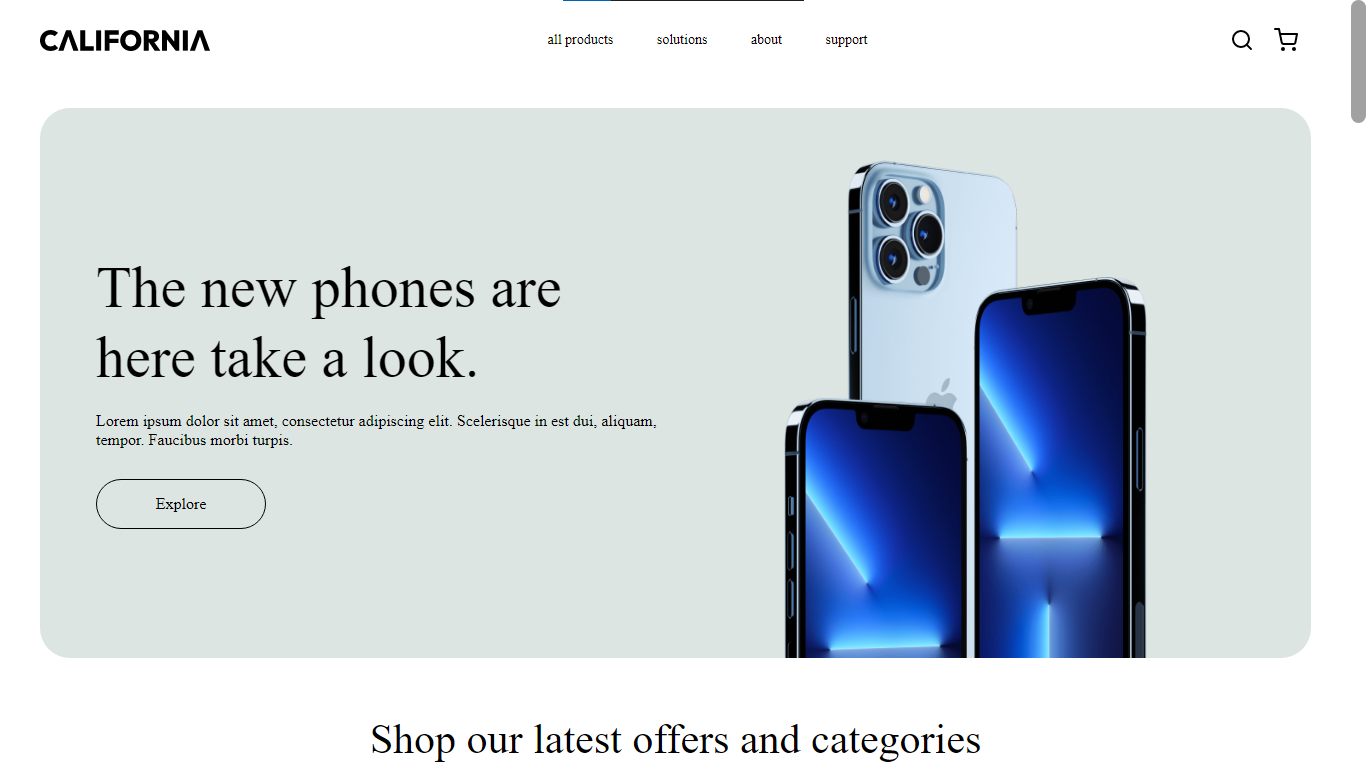 CALIFORNIA
all products
solutions
about
support
The new phones are
here take a look.
Lorem ipsum dolor sit amet, consectetur adipiscing elit. Scelerisque in est dui, aliquam,
tempor. Faucibus morbi turpis.
Explore
Shop our latest offers and categories